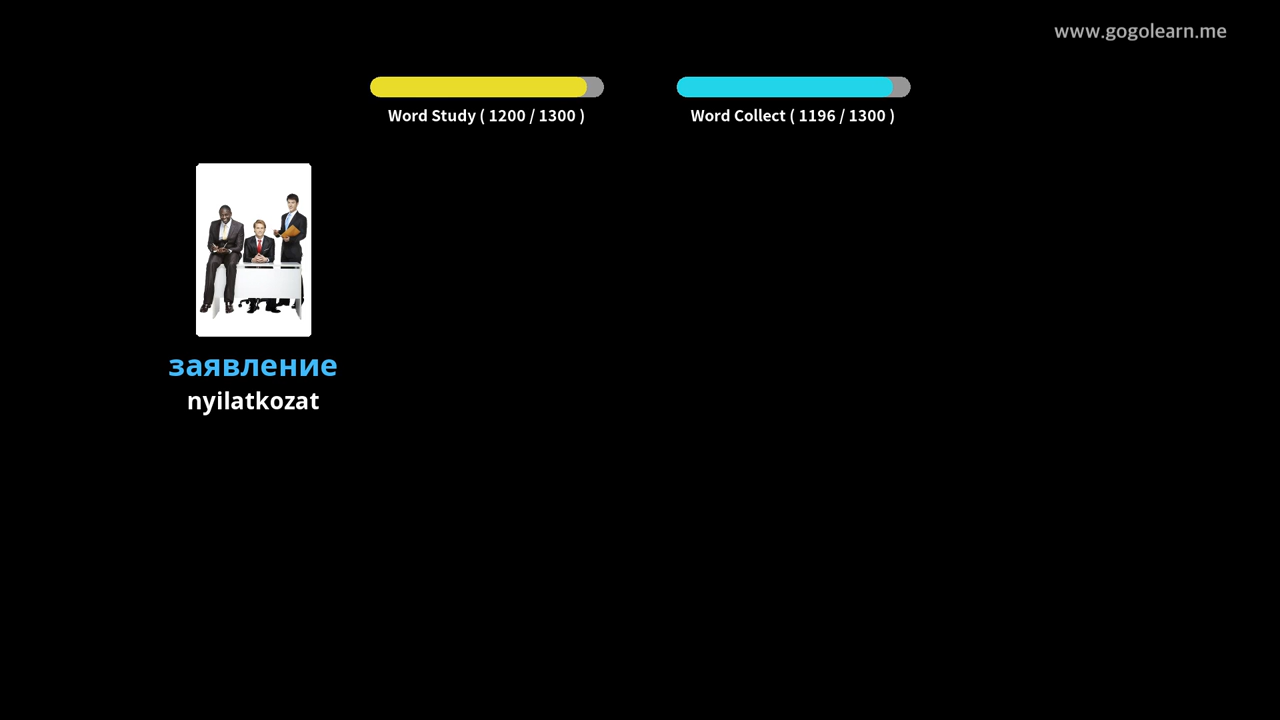 www.gogolearn.me
Word Study ( 1200 / 1300 )
Word Collect ( 1196 / 1300 )
заявление
nyilatkozat